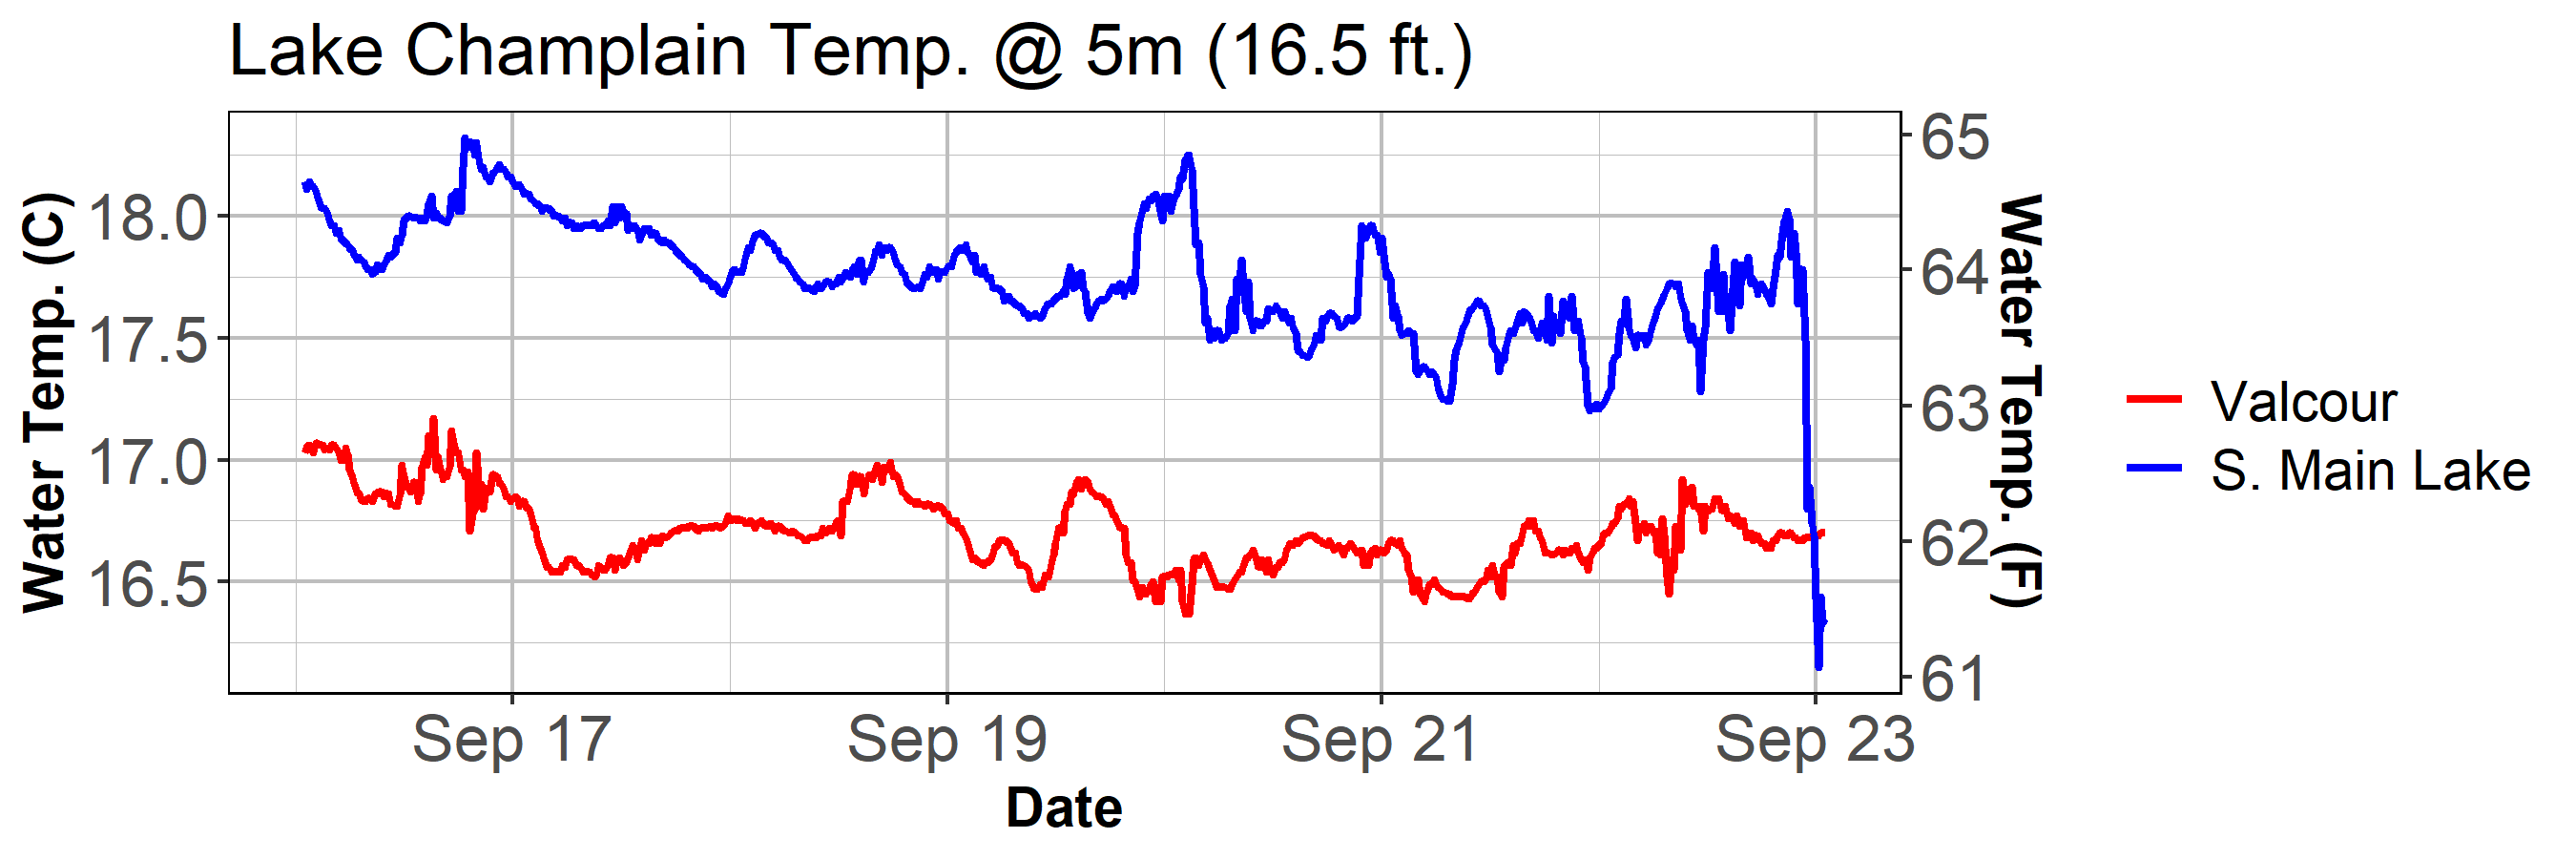 Lake Champlain Temp. @ 5m (16.5 ft.)
Water Temp. (C)
18.0
17.5
17.0
16.5
65
64
63
62
61
Water Temp. (F)
Sep 17
Sep 19
Sep 21
Sep 23
Date
Valcour
S. Main Lake